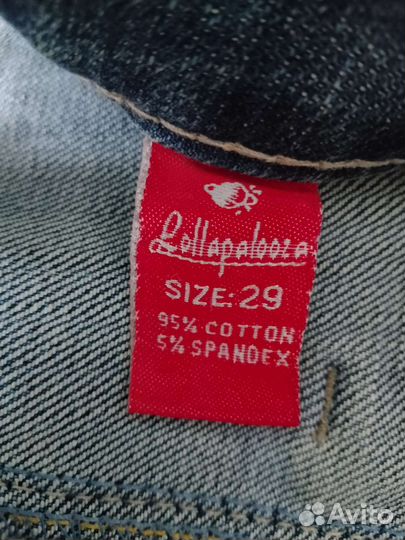 Lollapalooza
SIZE: 29
95% COTTON
5% SPANDEX
Avito